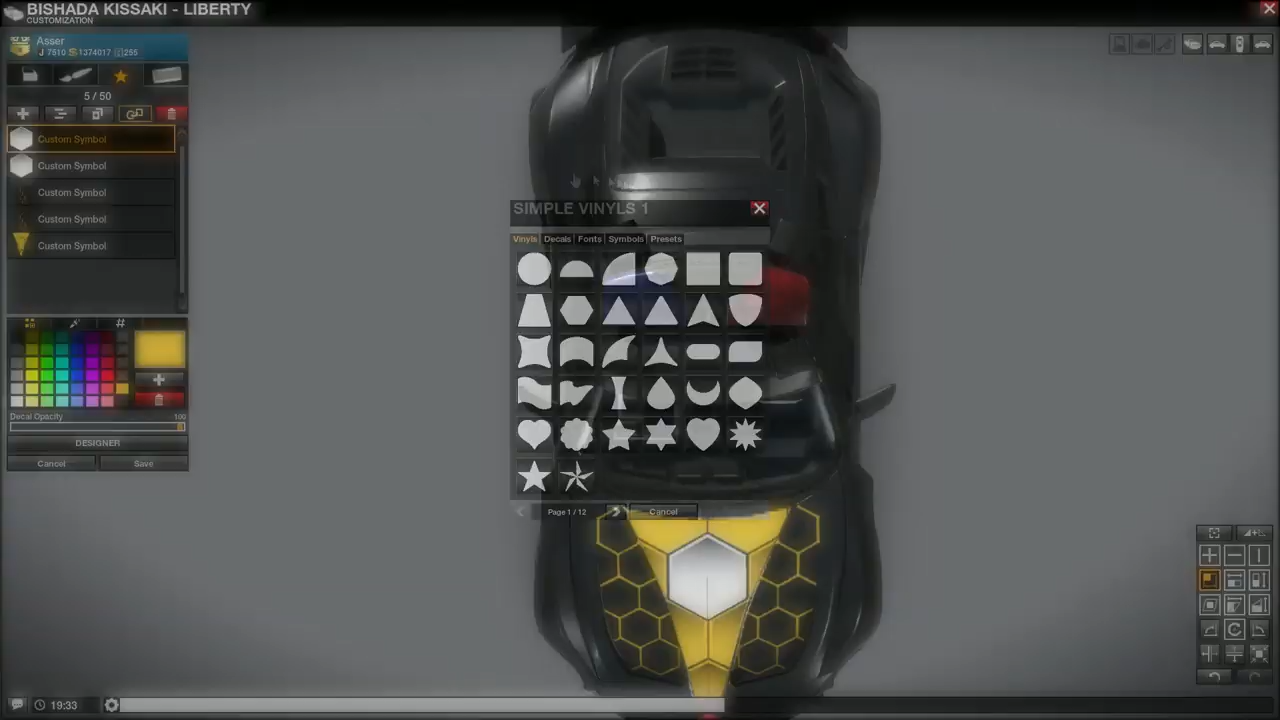 BISHADA KISSAKI - LIBERTY
CUSTOMIZATION
Asser
7510 1374017 255
5 / 50
Custom Symbol
Custom Symbol
Custom Symbol
Custom Symbol
Custom Symbol
#
Decal Opacity 100
DESIGNER
Cancel Save
SIMPLE VINYLS 1
Vinyls Decals Fonts Symbols Presets
Page 1 / 12 Cancel
19:33